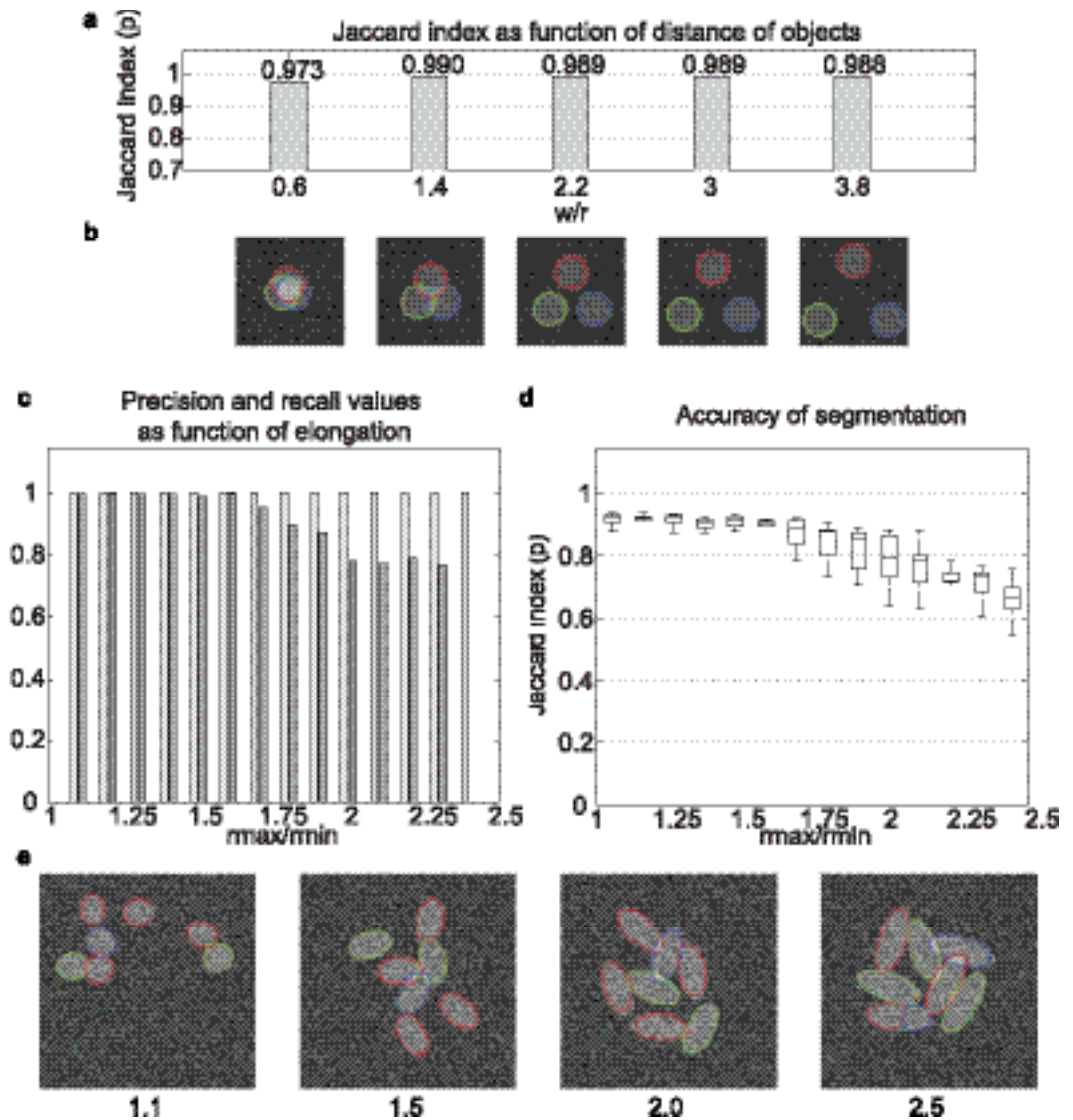 a
Jaccard index as function of distance of objects
Jaccard index (p)
0.973 0.990 0.989 0.989 0.988
1
0.9
0.8
0.7
0.6 1.4 2.2 3 3.8
w/r
b
c
Precision and recall values
as function of elongation
1
0.8
0.6
0.4
0.2
0
1 1.25 1.5 1.75 2 2.25 2.5
rmax/rmin
d
Accuracy of segmentation
Jaccard index (p)
1
0.8
0.6
0.4
0.2
0
1 1.25 1.5 1.75 2 2.25 2.5
rmax/rmin
e
1.1 1.5 2.0 2.5